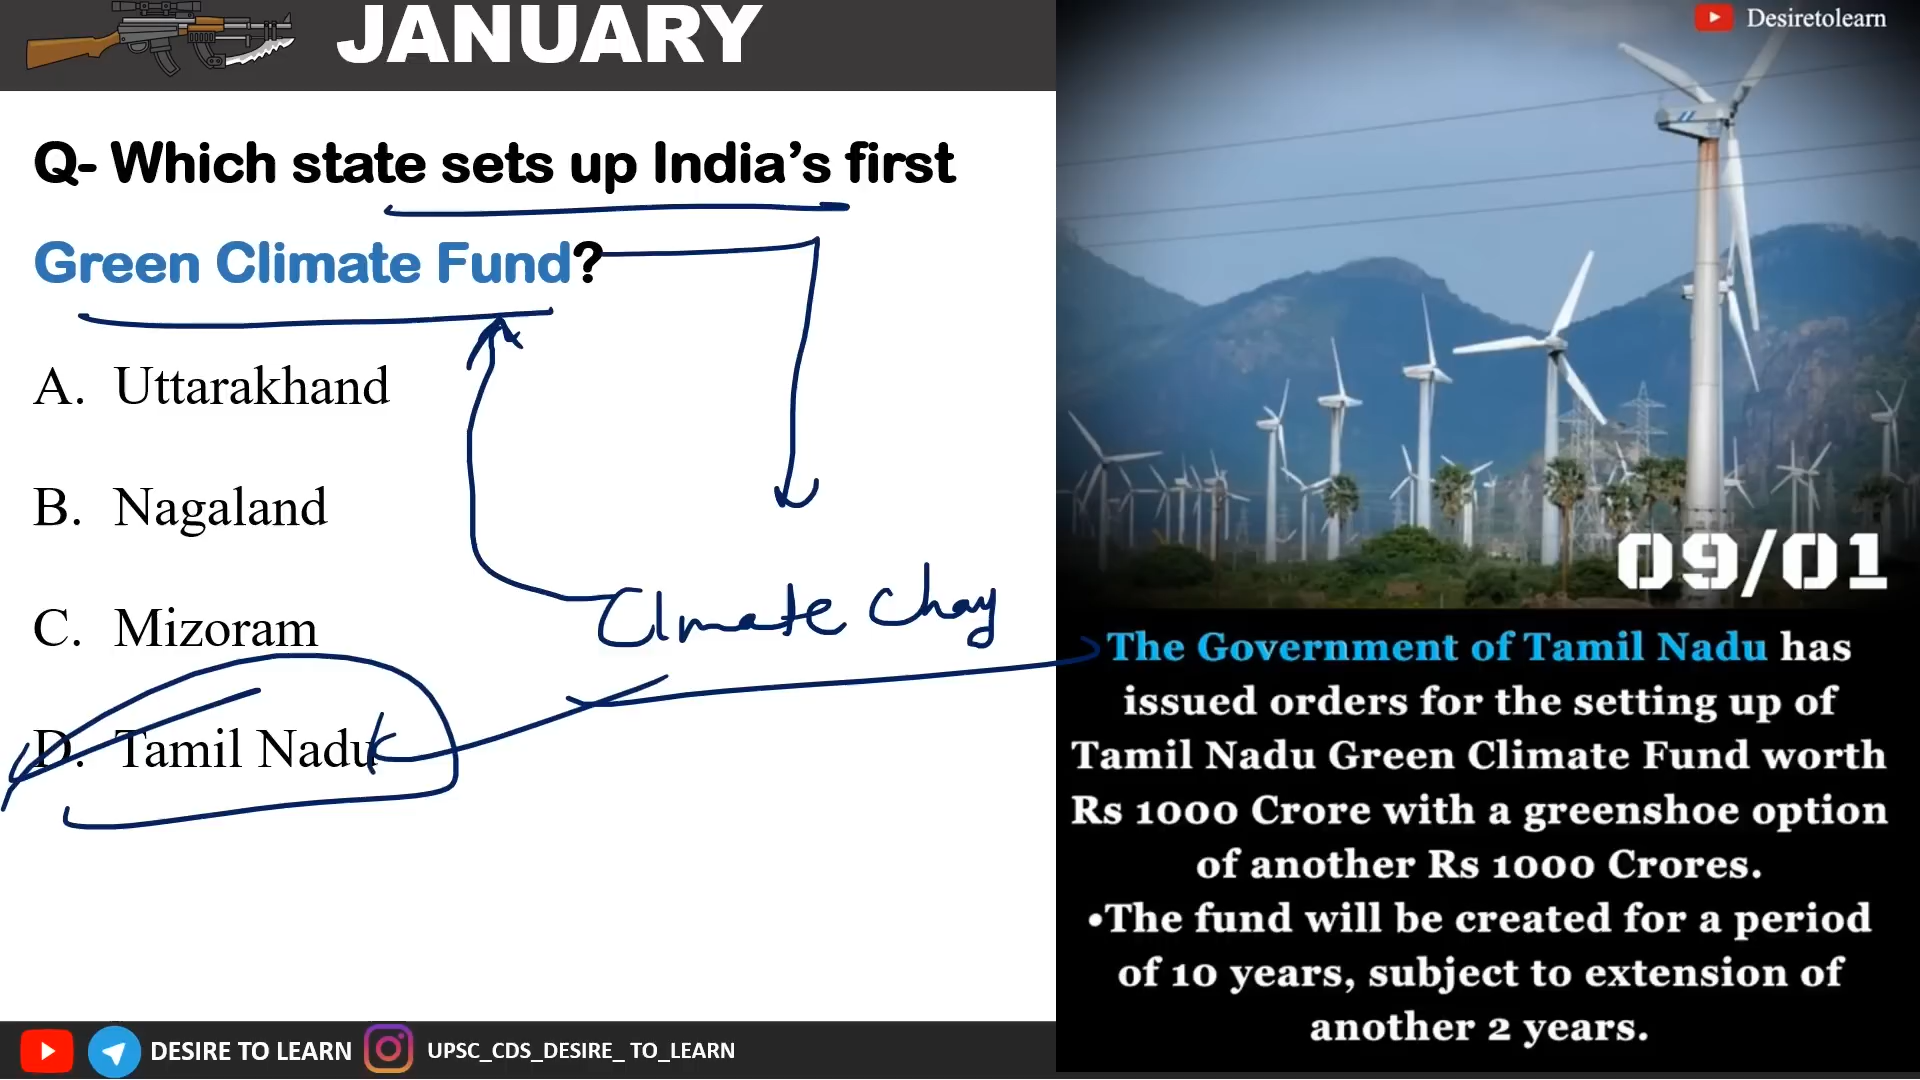 JANUARY
Q- Which state sets up India's first
Green Climate Fund?
A. Uttarakhand
B. Nagaland
C. Mizoram
D. Tamil Nadu
Climate
DESIRE TO LEARN
UPSC_CDS_DESIRE_ TO_LEARN
Desiretolearn
09/01
The Government of Tamil Nadu has
issued orders for the setting up of
Tamil Nadu Green Climate Fund worth
Rs 1000 Crore with a greenshoe option
of another Rs 1000 Crores.
•The fund will be created for a period
of 10 years, subject to extension of
another 2 years.